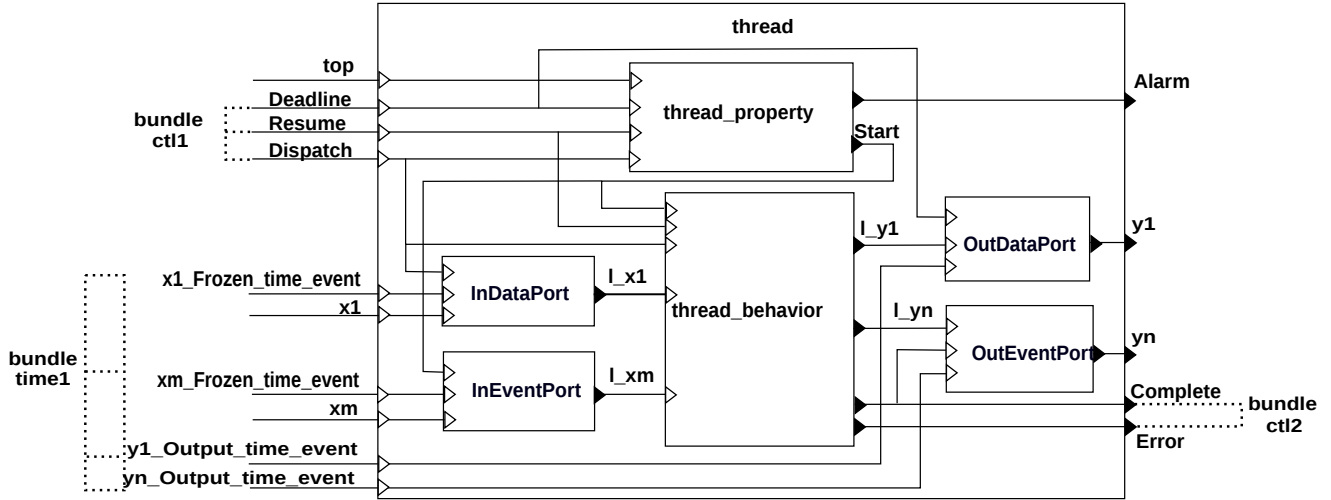 thread
top
Deadline
bundle
ctl1
Resume
Dispatch
thread_property
Start
Alarm
x1_Frozen_time_event
x1
InDataPort
l_x1
thread_behavior
l_y1
OutDataPort
y1
bundle
time1
xm_Frozen_time_event
xm
InEventPort
l_xm
l_yn
OutEventPort
yn
Complete
Error
bundle
ctl2
y1_Output_time_event
yn_Output_time_event